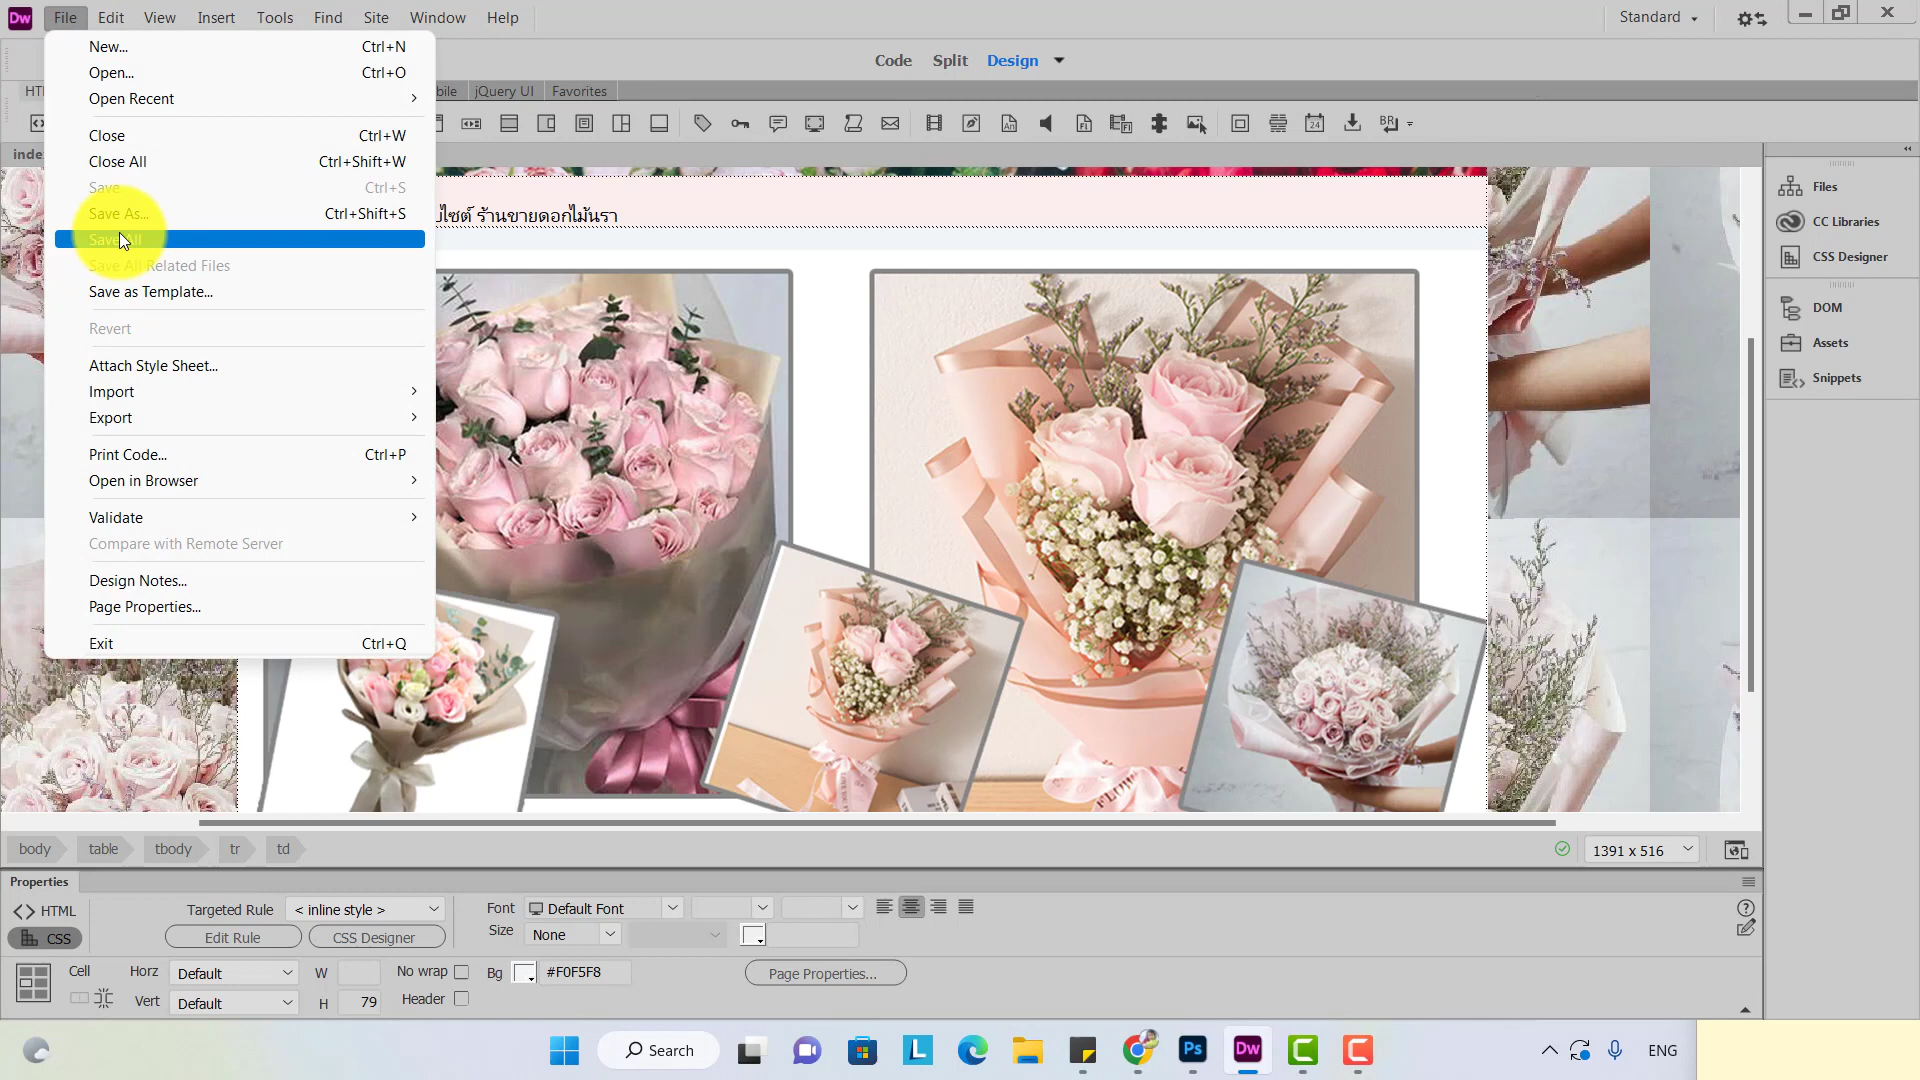 Dw File Edit View Insert Tools Find Site Window Help Standard
New... Ctrl+N
Open... Ctrl+O
Open Recent
Close Ctrl+W
Close All Ctrl+Shift+W
Save Ctrl+S
Save As... Ctrl+Shift+S
Save All
Save All Related Files
Save as Template...
Revert
Attach Style Sheet...
Import
Export
Print Code... Ctrl+P
Open in Browser
Validate
Compare with Remote Server
Design Notes...
Page Properties...
Exit Ctrl+Q
Code Split Design
jQuery UI Favorites
BR
ร้านขายดอกไม้นรา
Files
CC Libraries
CSS Designer
DOM
Assets
Snippets
body table tbody tr td 1391 x 516
Properties
HTML Targeted Rule < inline style > Font Default Font
CSS Edit Rule CSS Designer Size None
Cell Horz Default W No wrap Bg #F0F5F8 Page Properties...
Vert Default H 79 Header
Search Ps Dw ENG